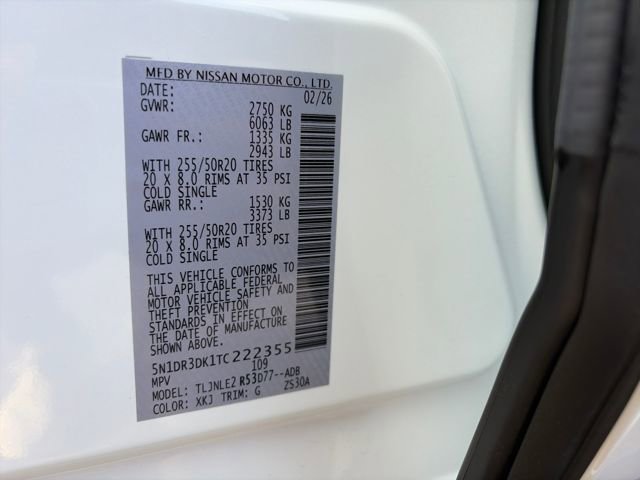 MFD BY NISSAN MOTOR CO., LTD.
DATE: 02/26
GVWR: 2750 KG
6063 LB
GAWR FR.: 1335 KG
2943 LB
WITH 255/50R20 TIRES
20 X 8.0 RIMS AT 35 PSI
COLD SINGLE
GAWR RR.: 1530 KG
3373 LB
WITH 255/50R20 TIRES
20 X 8.0 RIMS AT 35 PSI
COLD SINGLE
THIS VEHICLE CONFORMS TO
ALL APPLICABLE FEDERAL
MOTOR VEHICLE SAFETY AND
THEFT PREVENTION
STANDARDS IN EFFECT ON
THE DATE OF MANUFACTURE
5N1DR3DK1TC222355
MPV 109
MODEL: TLJNLE2 R53D77--ADB
COLOR: XKJ TRIM: G ZS30A